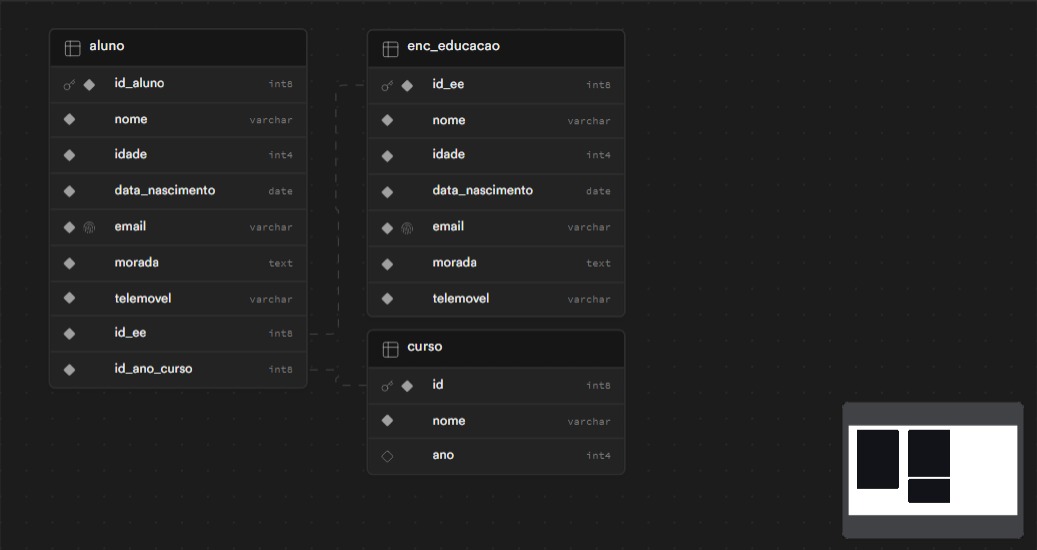 aluno
id_aluno int8
nome varchar
idade int4
data_nascimento date
email varchar
morada text
telemovel varchar
id_ee int8
id_ano_curso int8
enc_educacao
id_ee int8
nome varchar
idade int4
data_nascimento date
email varchar
morada text
telemovel varchar
curso
id int8
nome varchar
ano int4